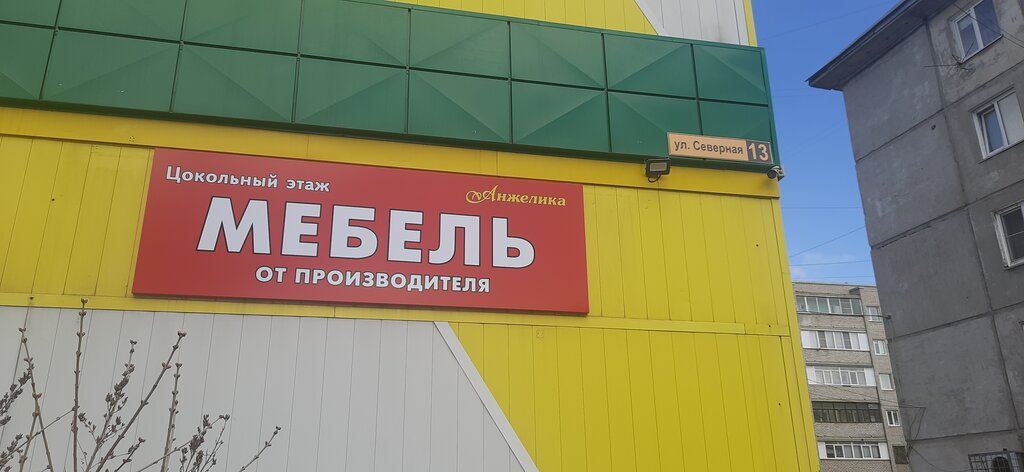 ул. Северная 13
Цокольный этаж
Анжелика
МЕБЕЛЬ
ОТ ПРОИЗВОДИТЕЛЯ